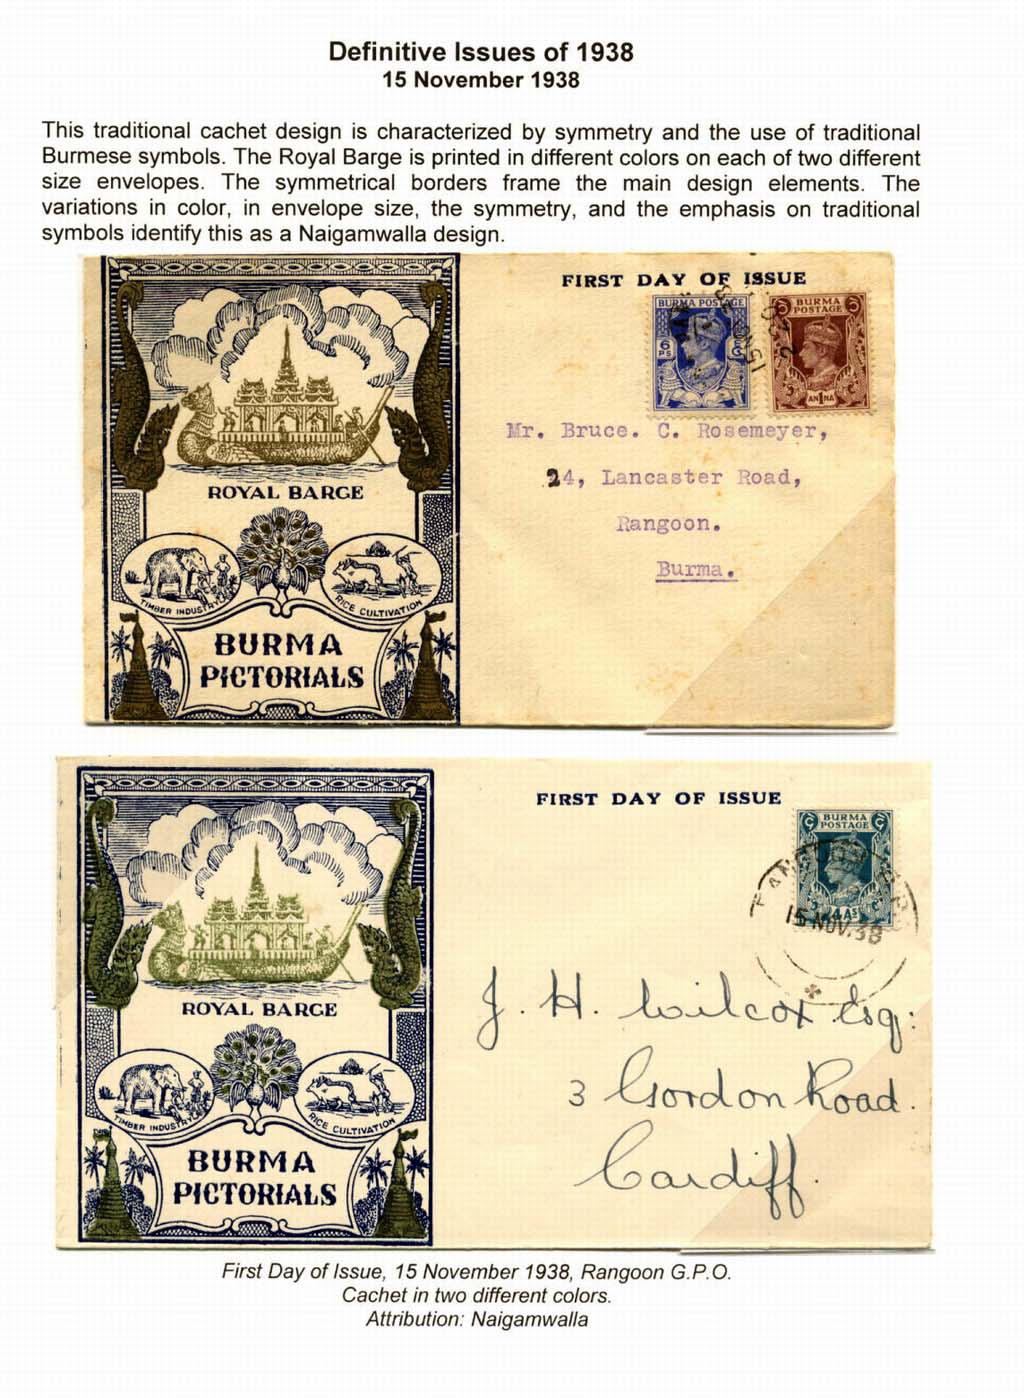 Definitive Issues of 1938
15 November 1938
This traditional cachet design is characterized by symmetry and the use of traditional
Burmese symbols. The Royal Barge is printed in different colors on each of two different
size envelopes. The symmetrical borders frame the main design elements. The
variations in color, in envelope size, the symmetry, and the emphasis on traditional
symbols identify this as a Naigamwalla design.
FIRST DAY OF ISSUE
BURMA POSTAGE
6
PS
BURMA
POSTAGE
AN1NA
Mr. Bruce. C. Rosemeyer,
24, Lancaster Road,
Rangoon.
Burma.
ROYAL BARGE
TIMBER INDUSTRY
RICE CULTIVATION
BURMA
PICTORIALS
FIRST DAY OF ISSUE
BURMA
POSTAGE
4 AS
15 NOV. 38
J. H. Wilcox Esq:
3 Gordon Road.
Cardiff.
ROYAL BARGE
TIMBER INDUSTRY
RICE CULTIVATION
BURMA
PICTORIALS
First Day of Issue, 15 November 1938, Rangoon G.P.O.
Cachet in two different colors.
Attribution: Naigamwalla